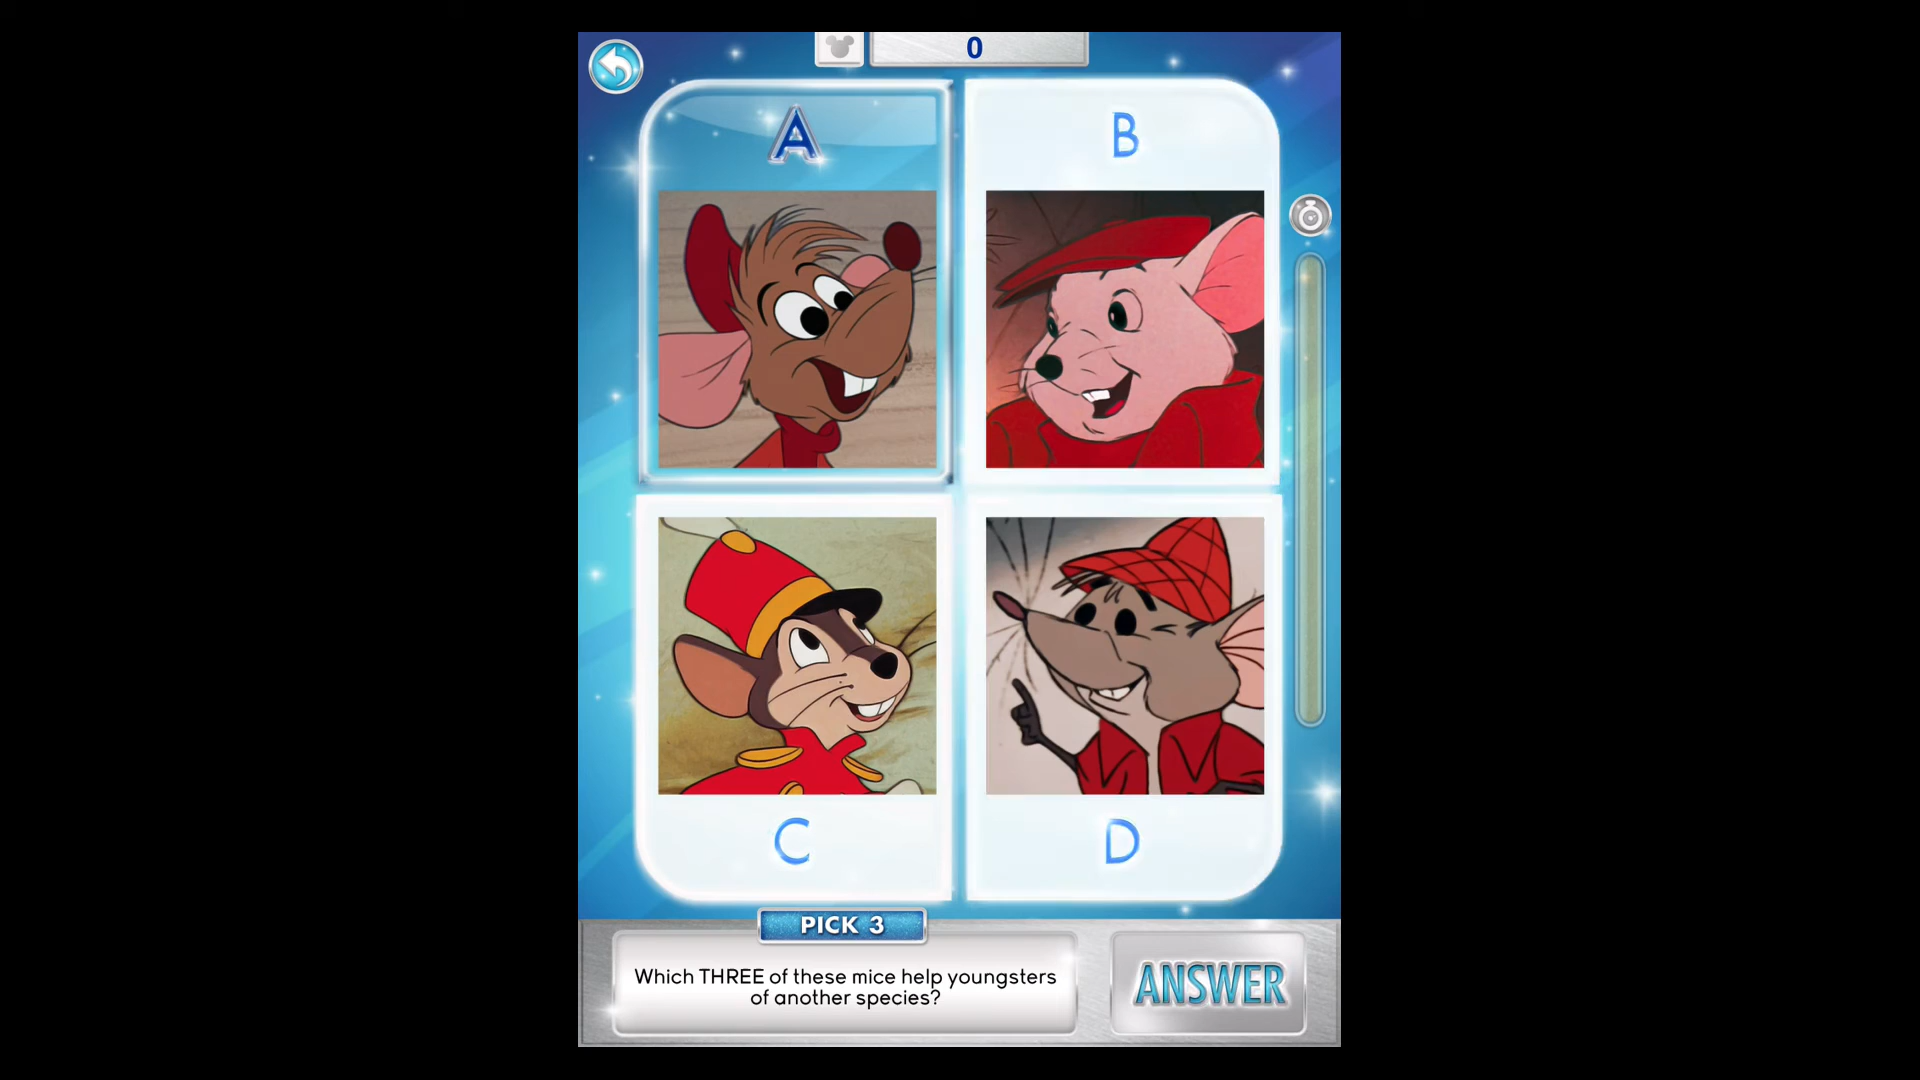 0
A
B
C
D
PICK 3
Which THREE of these mice help youngsters
of another species?
ANSWER